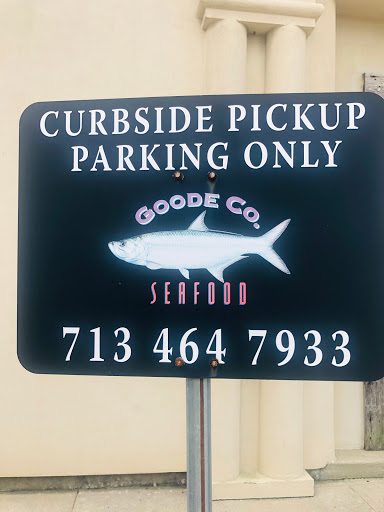 CURBSIDE PICKUP
PARKING ONLY
GOODE CO.
SEAFOOD
713 464 7933